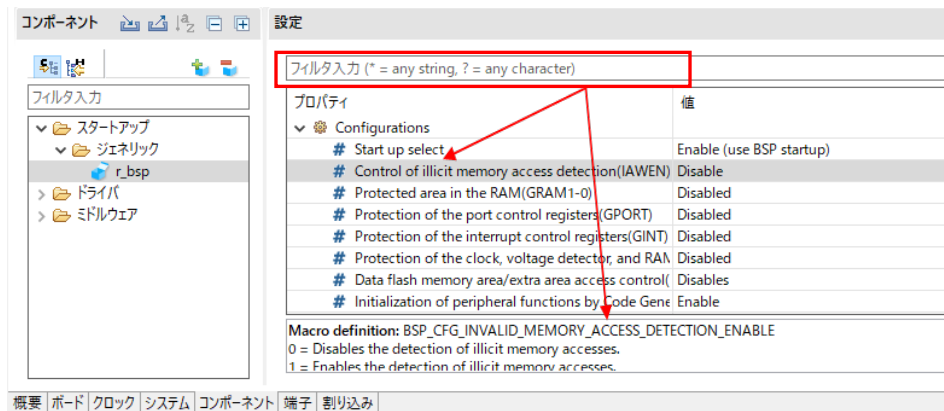 コンポーネント
設定
フィルタ入力 (* = any string, ? = any character)
フィルタ入力
スタートアップ
ジェネリック
r_bsp
ドライバ
ミドルウェア
プロパティ 値
Configurations
# Start up select Enable (use BSP startup)
# Control of illicit memory access detection(IAWEN) Disable
# Protected area in the RAM(GRAM1-0) Disabled
# Protection of the port control registers(GPORT) Disabled
# Protection of the interrupt control registers(GINT) Disabled
# Protection of the clock, voltage detector, and RAM Disabled
# Data flash memory area/extra area access control( Disables
# Initialization of peripheral functions by Code Gene Enable
Macro definition: BSP_CFG_INVALID_MEMORY_ACCESS_DETECTION_ENABLE
0 = Disables the detection of illicit memory accesses.
1 = Enables the detection of illicit memory accesses.
概要 ボード クロック システム コンポーネント 端子 割り込み